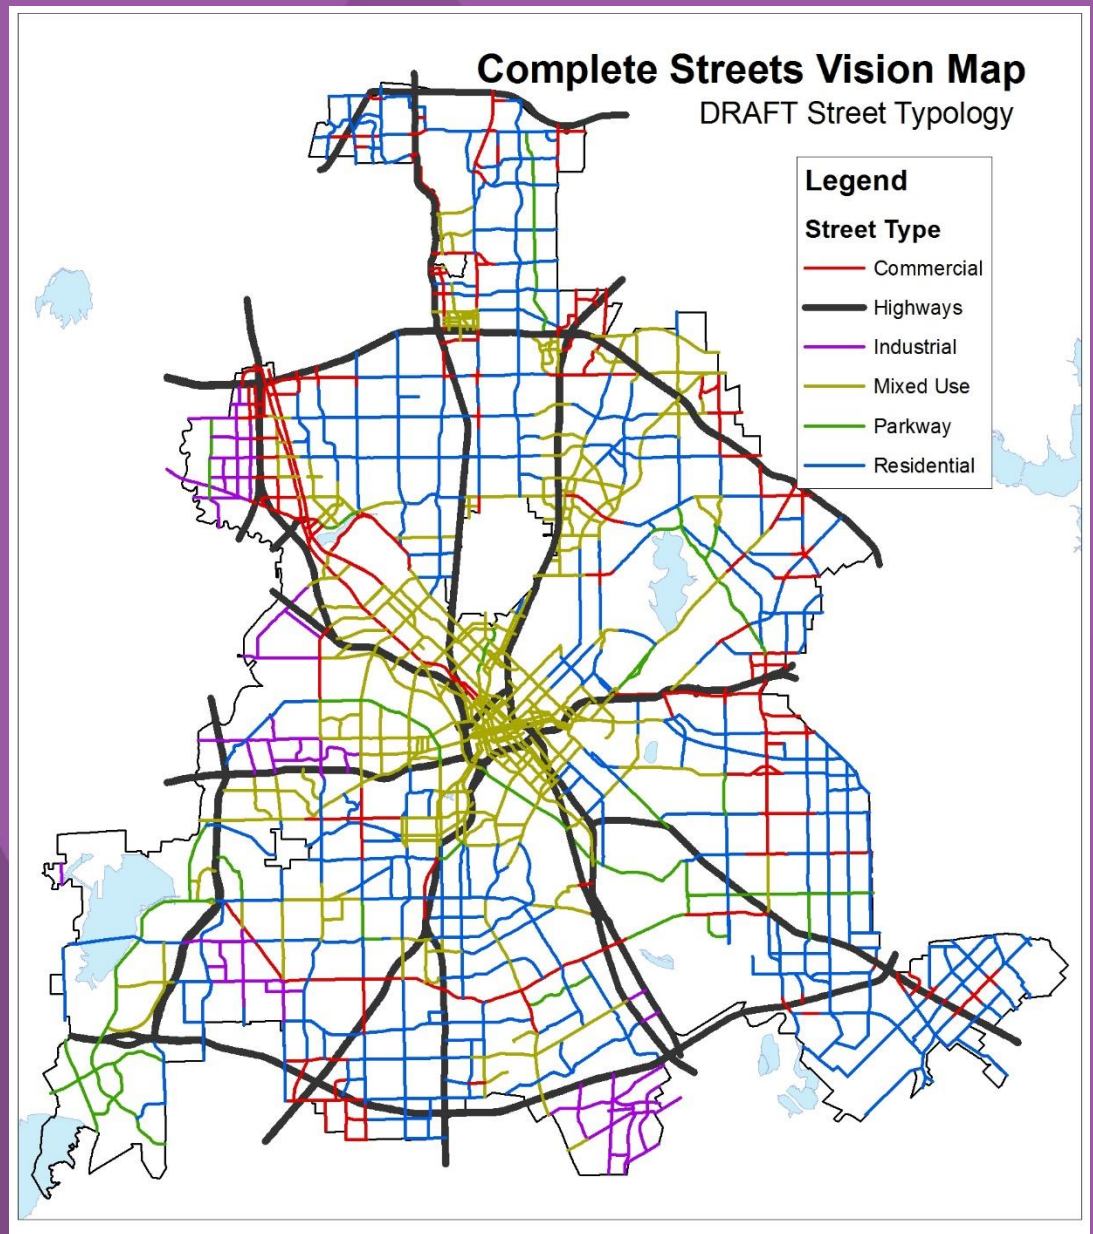 Complete Streets Vision Map
DRAFT Street Typology
Legend
Street Type
Commercial
Highways
Industrial
Mixed Use
Parkway
Residential